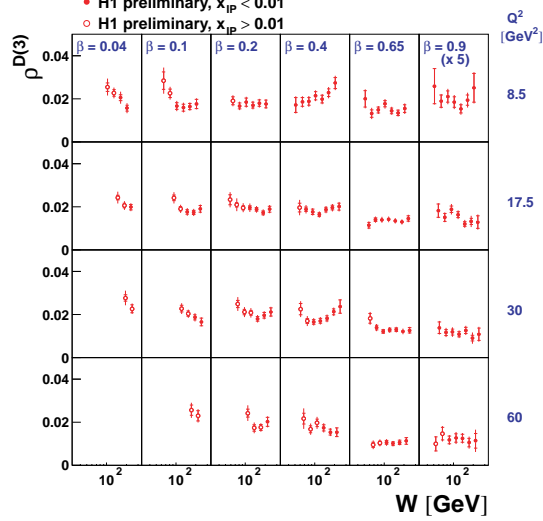 H1 preliminary, x_IP < 0.01
H1 preliminary, x_IP > 0.01
Q²
[GeV²]
ρ^D(3)
β = 0.04 β = 0.1 β = 0.2 β = 0.4 β = 0.65 β = 0.9
(x 5)
0.04
0.02
0
8.5
0.04
0.02
0
17.5
0.04
0.02
0
30
0.04
0.02
0
60
10² 10² 10² 10² 10² 10²
W [GeV]